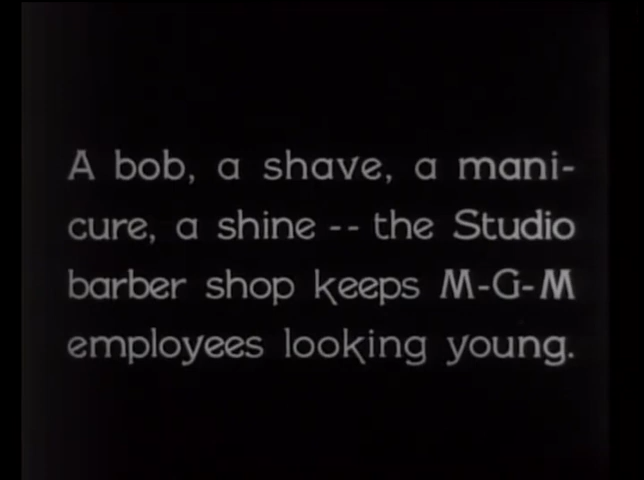 A bob, a shave, a mani-
cure, a shine -- the Studio
barber shop keeps M-G-M
employees looking young.